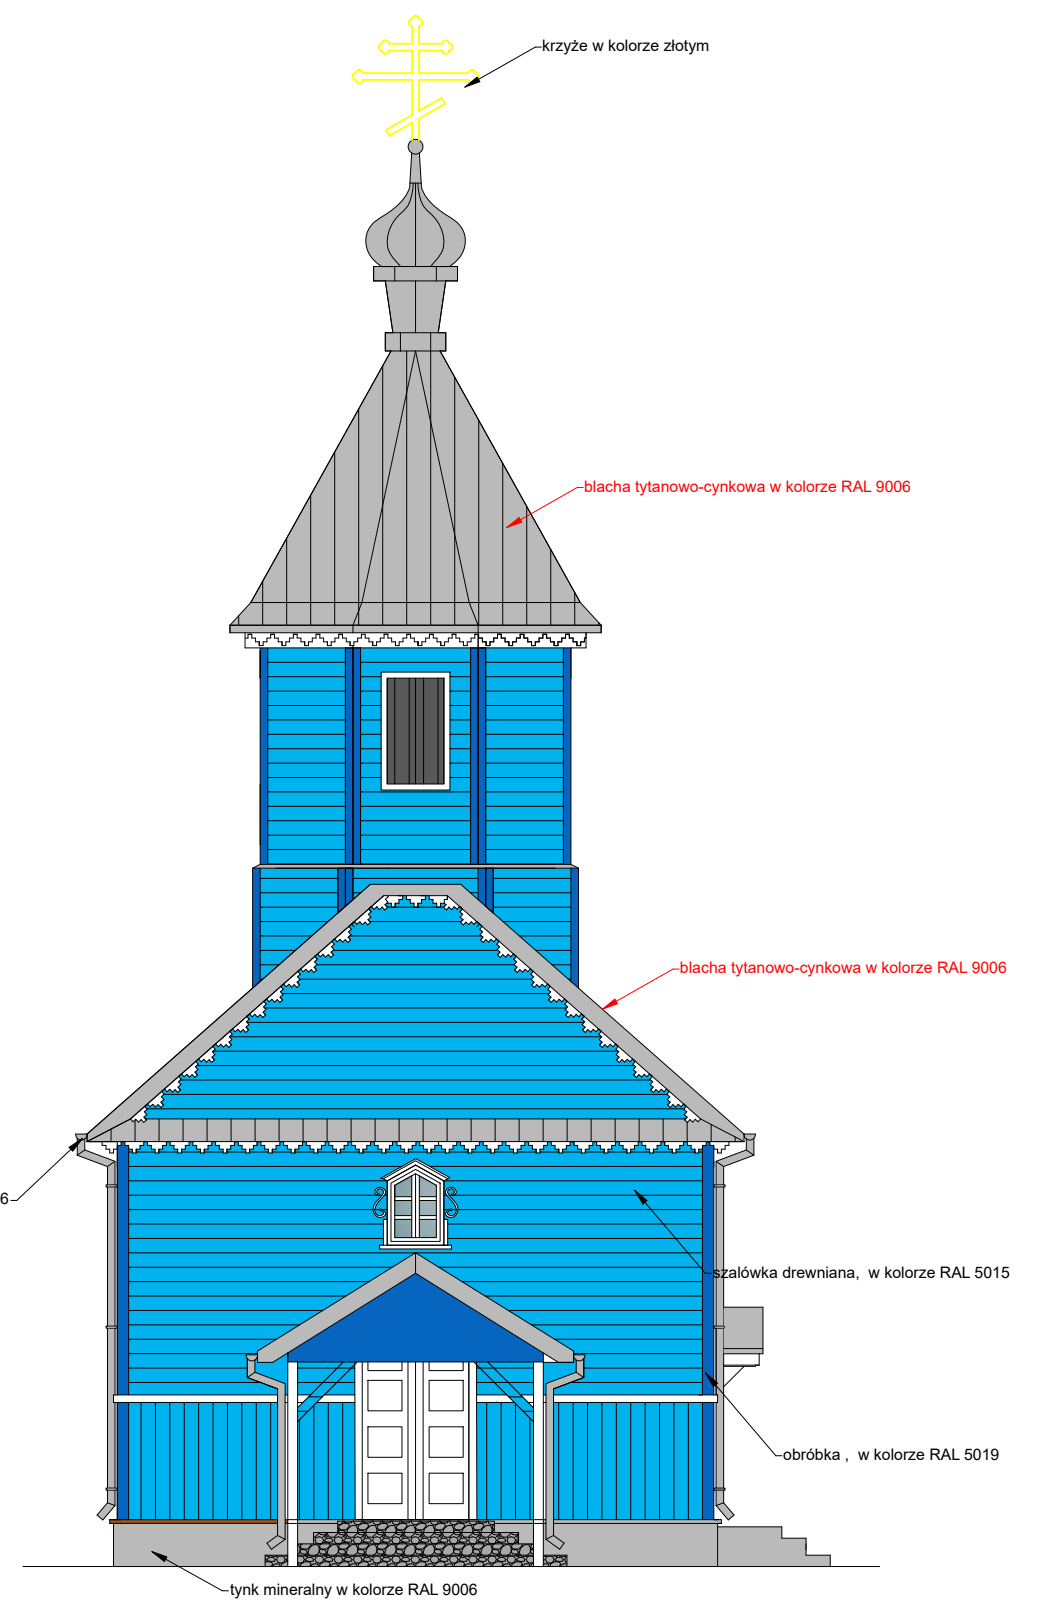 krzyże w kolorze złotym
blacha tytanowo-cynkowa w kolorze RAL 9006
blacha tytanowo-cynkowa w kolorze RAL 9006
6
szalówka drewniana, w kolorze RAL 5015
obróbka , w kolorze RAL 5019
tynk mineralny w kolorze RAL 9006